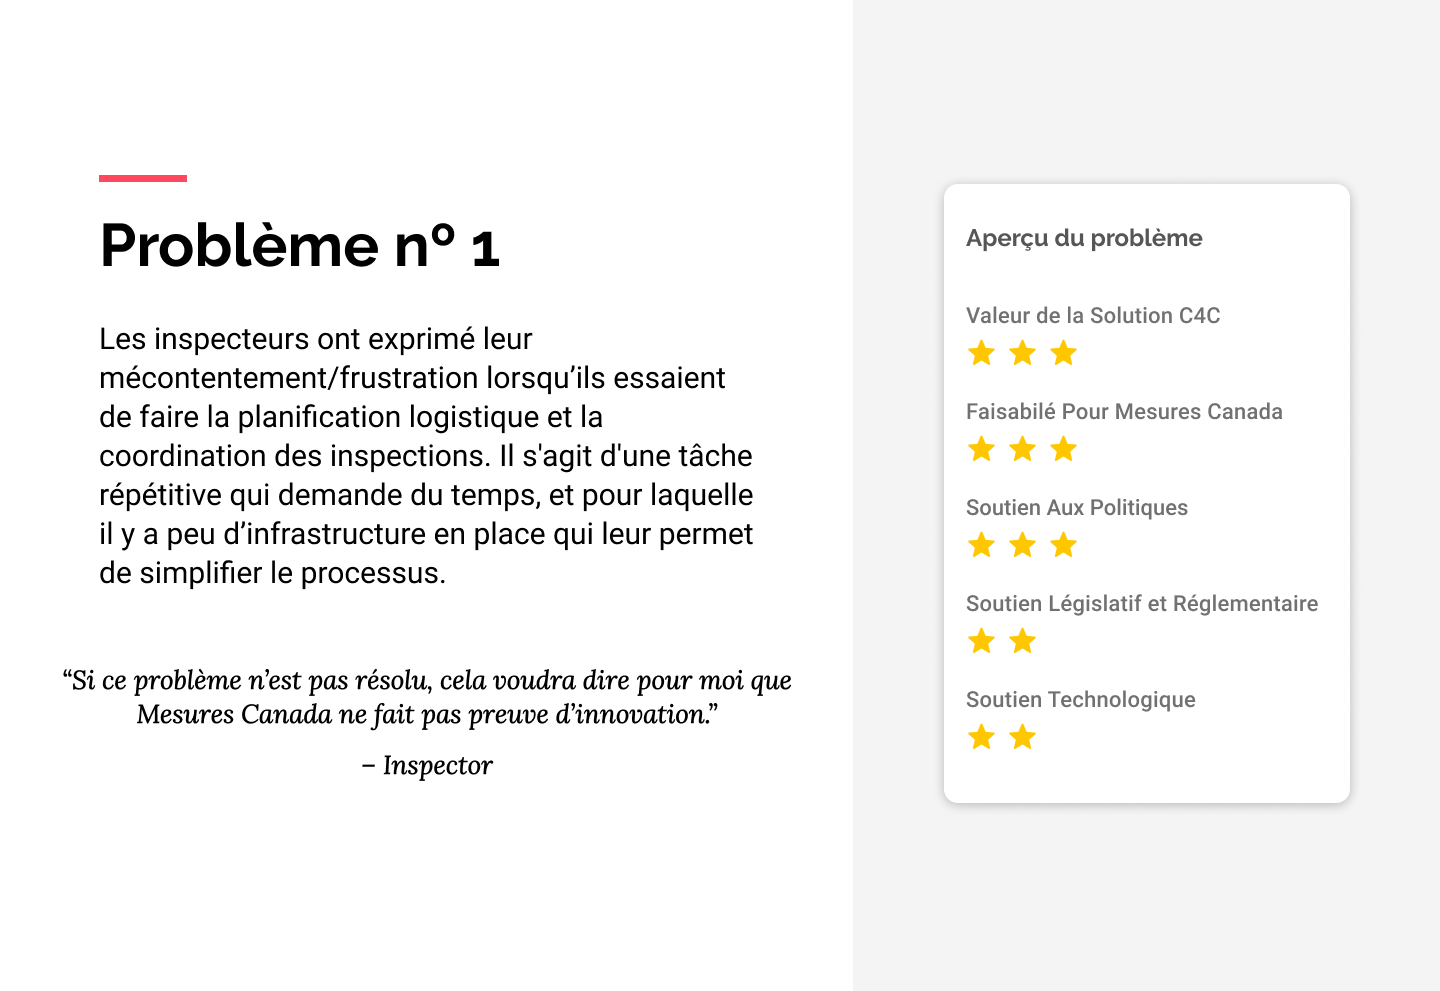 Problème nº 1
Les inspecteurs ont exprimé leur
mécontentement/frustration lorsqu’ils essaient
de faire la planification logistique et la
coordination des inspections. Il s'agit d'une tâche
répétitive qui demande du temps, et pour laquelle
il y a peu d’infrastructure en place qui leur permet
de simplifier le processus.
“Si ce problème n’est pas résolu, cela voudra dire pour moi que
Mesures Canada ne fait pas preuve d’innovation.”
– Inspector
Aperçu du problème
Valeur de la Solution C4C
Faisabilé Pour Mesures Canada
Soutien Aux Politiques
Soutien Législatif et Réglementaire
Soutien Technologique